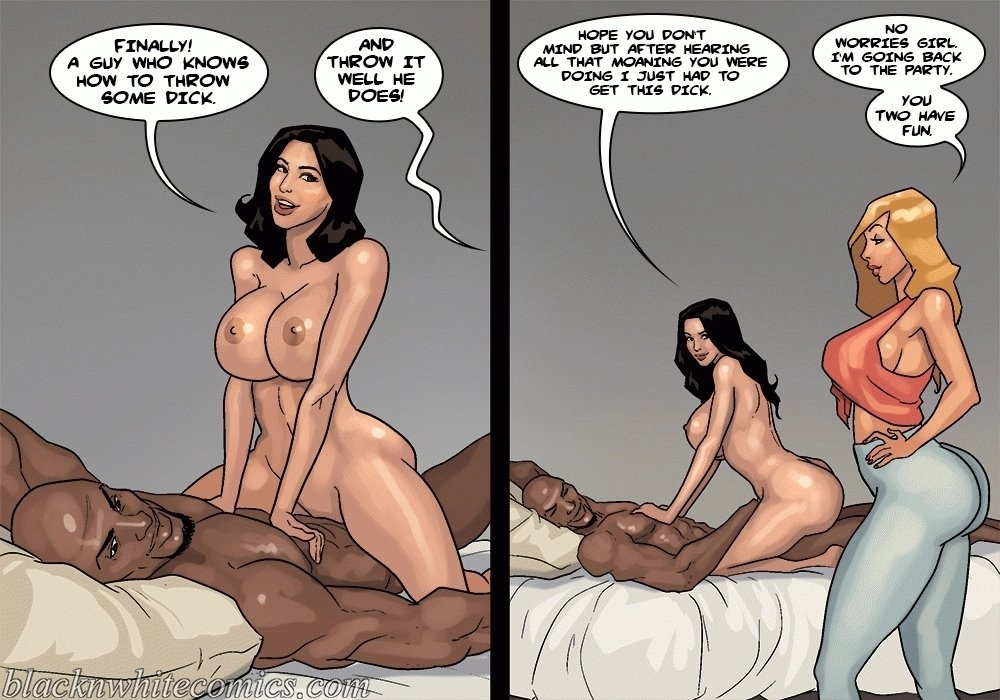 FINALLY!
A GUY WHO KNOWS
HOW TO THROW
SOME DICK.
AND
THROW IT
WELL HE
DOES!
HOPE YOU DON'T
MIND BUT AFTER HEARING
ALL THAT MOANING YOU WERE
DOING I JUST HAD TO
GET THIS DICK.
NO
WORRIES GIRL.
I'M GOING BACK
TO THE PARTY.
YOU
TWO HAVE
FUN.
blacknwhitecomics.com